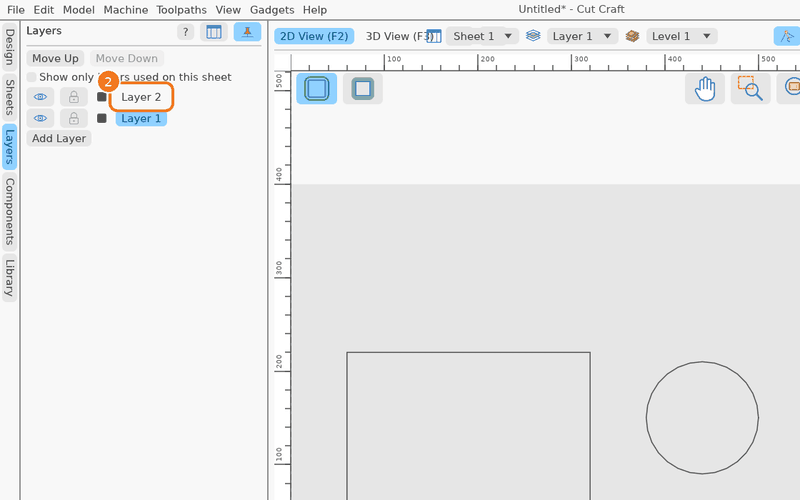 File Edit Model Machine Toolpaths View Gadgets Help Untitled* - Cut Craft
Layers ?
Move Up Move Down
Show only rs used on this sheet
2
Layer 2
Layer 1
Add Layer
Design
Sheets
Layers
Components
Library
2D View (F2) 3D View (F3) Sheet 1 Layer 1 Level 1
100 200 300 400 500
500
400
300
200
100